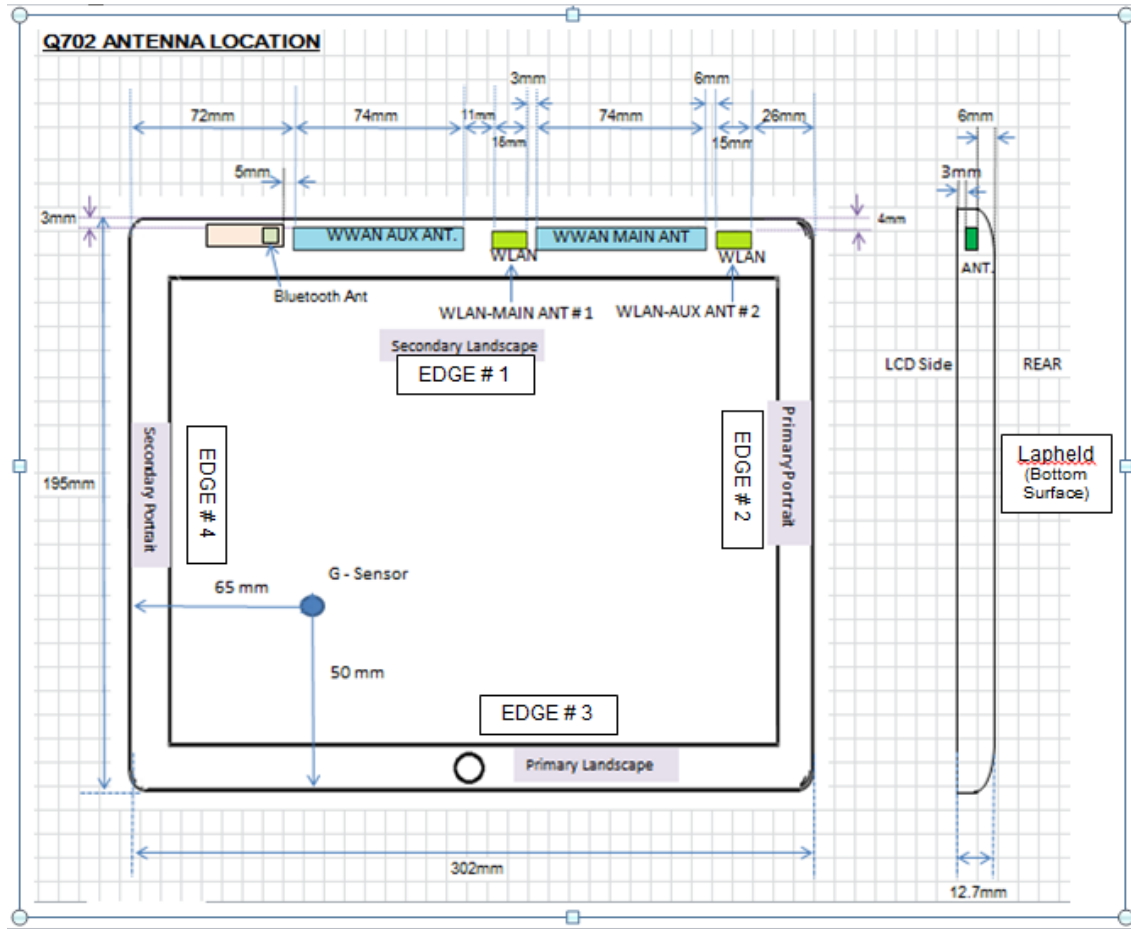 Q702 ANTENNA LOCATION
3mm
6mm
72mm
74mm
11mm
15mm
74mm
15mm
26mm
6mm
5mm
3mm
3mm
4mm
WWAN AUX ANT.
WWAN MAIN ANT
WLAN
WLAN
ANT.
Bluetooth Ant
WLAN-MAIN ANT # 1
WLAN-AUX ANT # 2
Secondary Landscape
EDGE # 1
LCD Side
REAR
Secondary Portrait
EDGE # 4
EDGE # 2
Primary Portrait
Lapheld
(Bottom
Surface)
195mm
G - Sensor
65 mm
50 mm
EDGE # 3
Primary Landscape
302mm
12.7mm